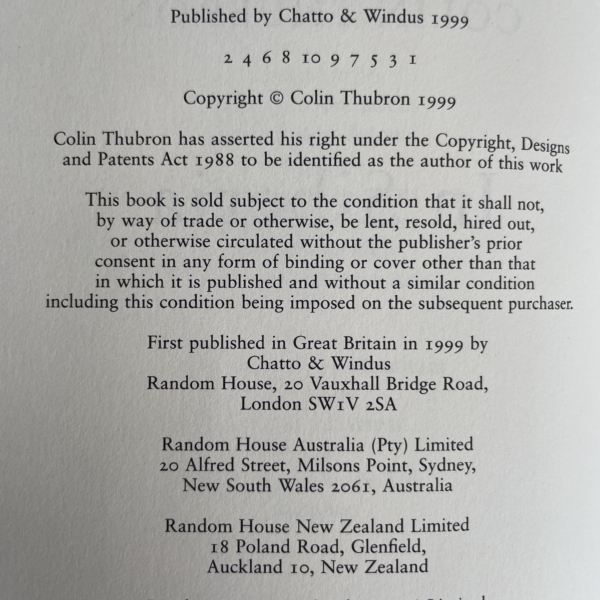 Published by Chatto & Windus 1999
2 4 6 8 10 9 7 5 3 1
Copyright © Colin Thubron 1999
Colin Thubron has asserted his right under the Copyright, Designs
and Patents Act 1988 to be identified as the author of this work
This book is sold subject to the condition that it shall not,
by way of trade or otherwise, be lent, resold, hired out,
or otherwise circulated without the publisher's prior
consent in any form of binding or cover other than that
in which it is published and without a similar condition
including this condition being imposed on the subsequent purchaser.
First published in Great Britain in 1999 by
Chatto & Windus
Random House, 20 Vauxhall Bridge Road,
London SW1V 2SA
Random House Australia (Pty) Limited
20 Alfred Street, Milsons Point, Sydney,
New South Wales 2061, Australia
Random House New Zealand Limited
18 Poland Road, Glenfield,
Auckland 10, New Zealand